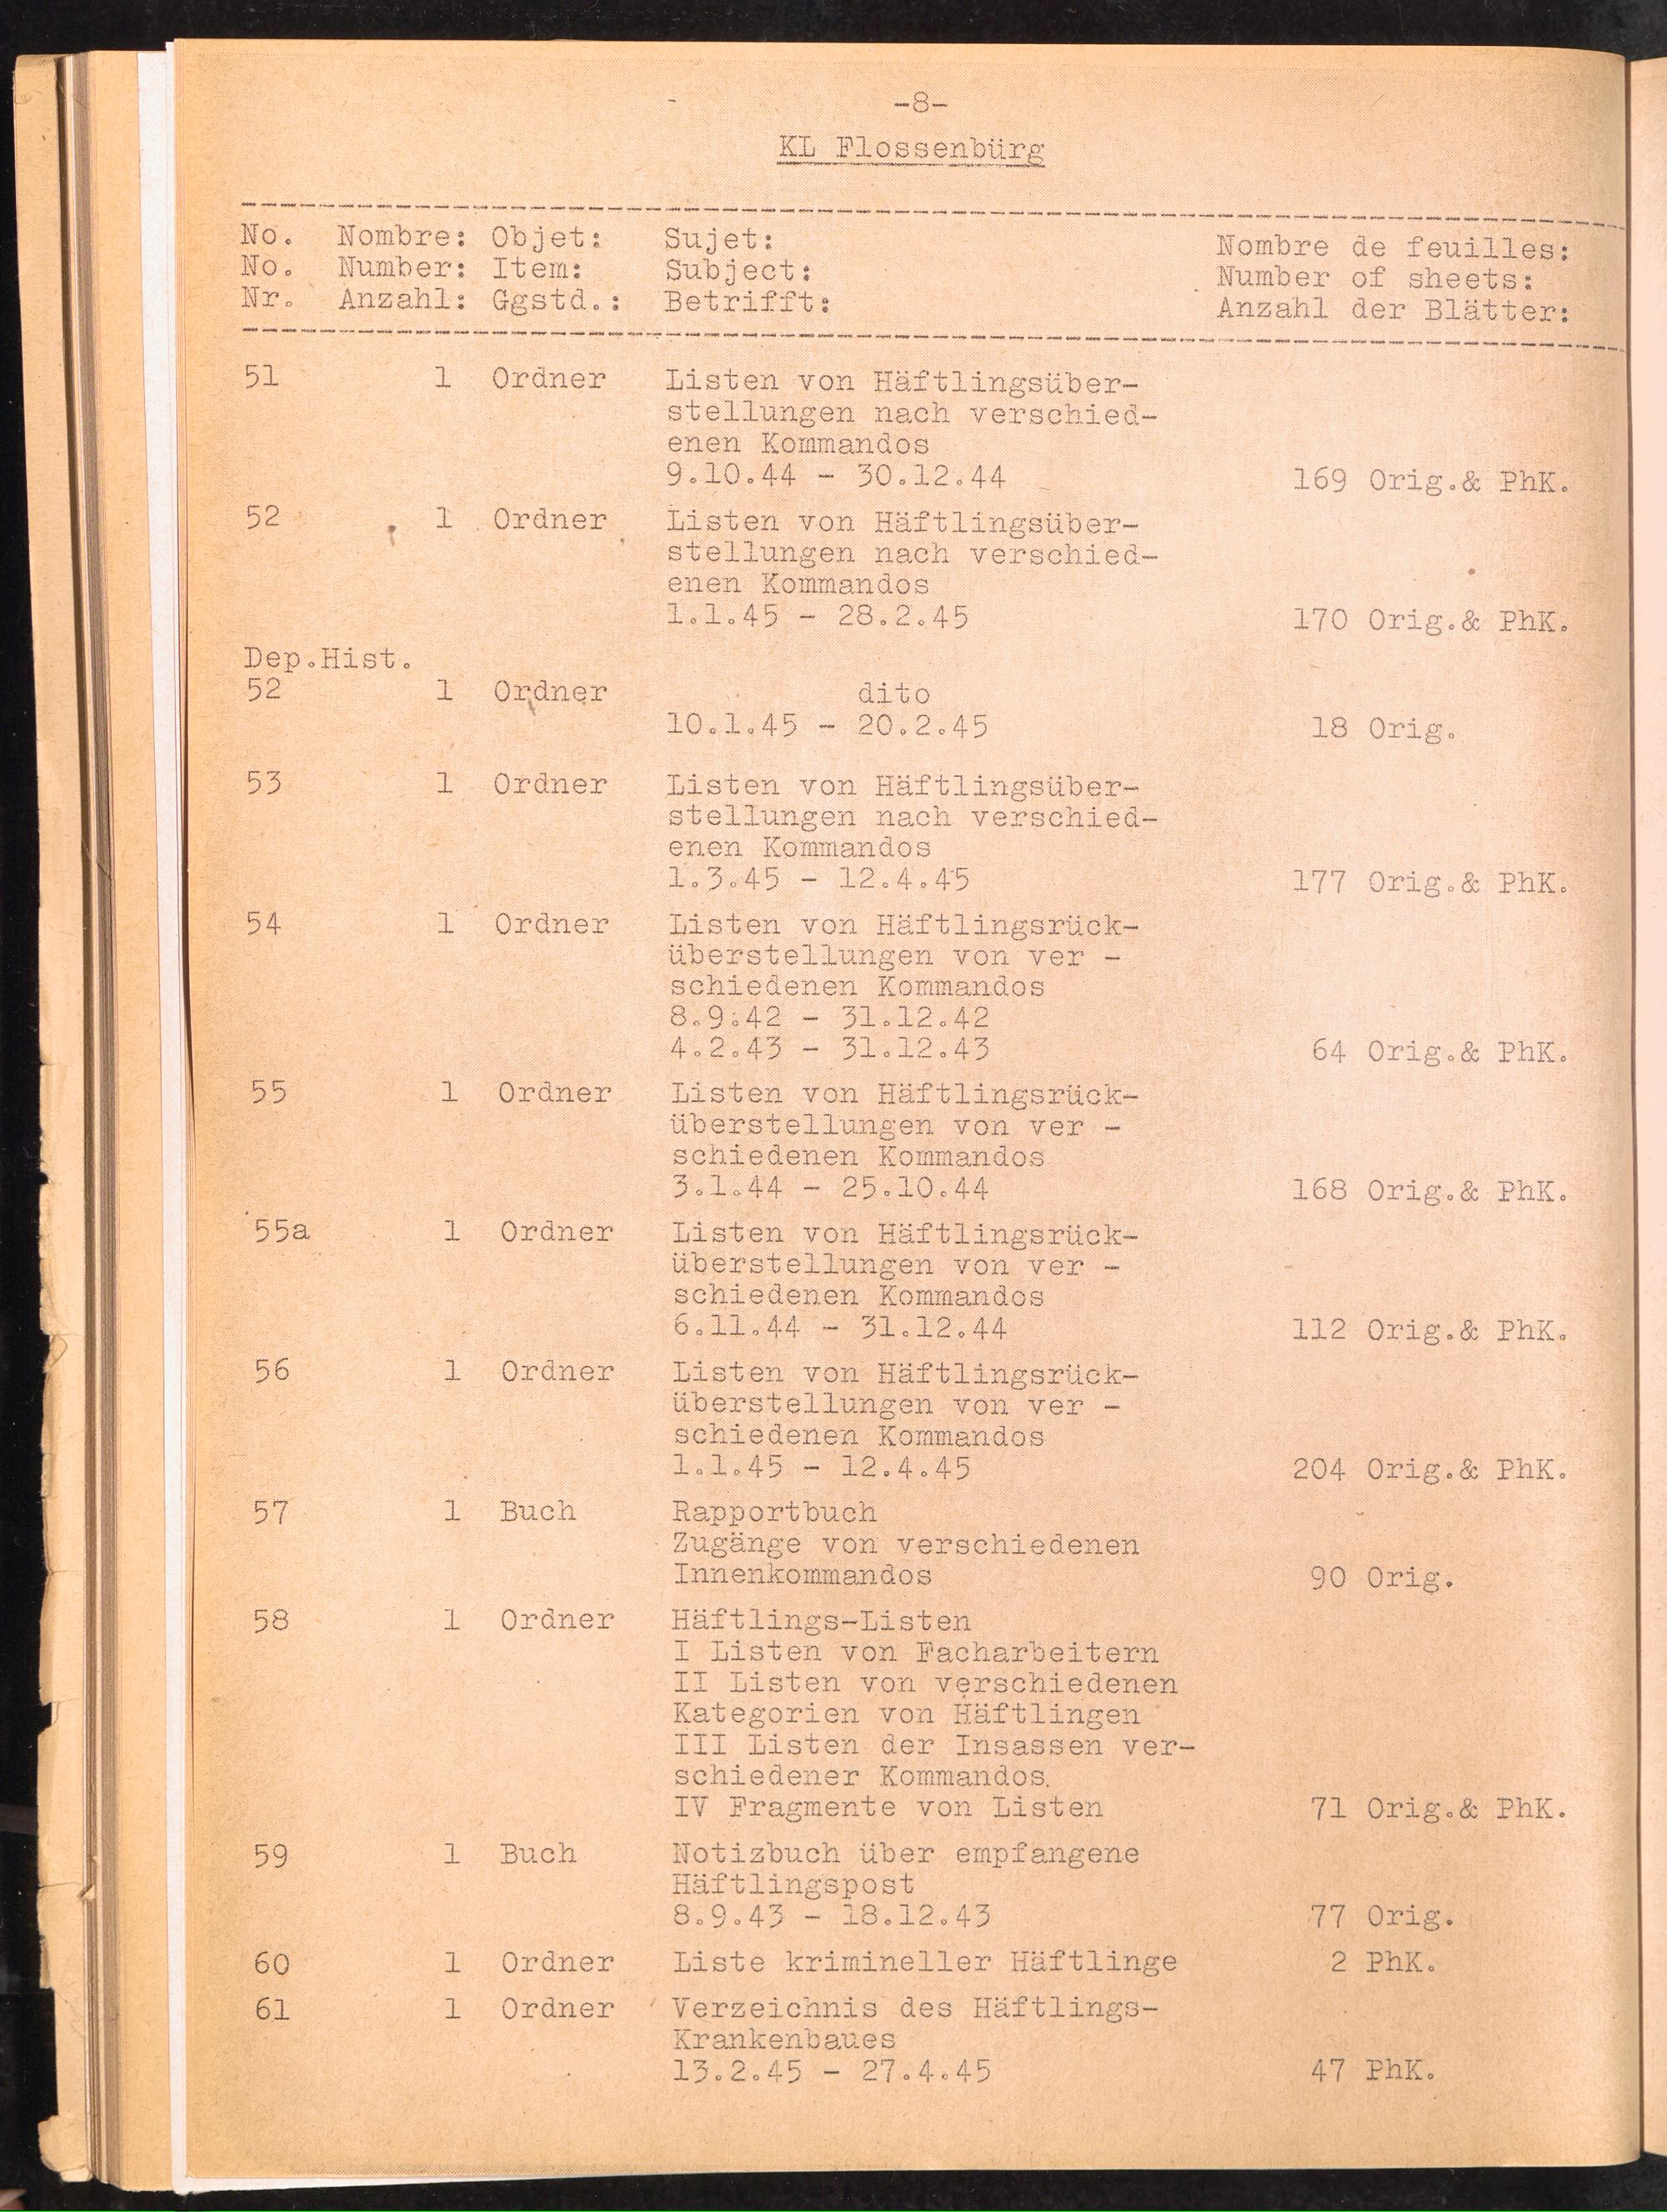 -8-
KL Flossenbürg
No. Nombre: Objet: Sujet: Nombre de feuilles:
No. Number: Item: Subject: Number of sheets:
Nr. Anzahl: Ggstd.: Betrifft: Anzahl der Blätter:
51 1 Ordner Listen von Häftlingsüber-
stellungen nach verschied-
enen Kommandos
9.10.44 - 30.12.44 169 Orig.& PhK.
52 1 Ordner Listen von Häftlingsüber-
stellungen nach verschied-
enen Kommandos
1.1.45 - 28.2.45 170 Orig.& PhK.
Dep.Hist.
52 1 Ordner dito
10.1.45 - 20.2.45 18 Orig.
53 1 Ordner Listen von Häftlingsüber-
stellungen nach verschied-
enen Kommandos
1.3.45 - 12.4.45 177 Orig.& PhK.
54 1 Ordner Listen von Häftlingsrück-
überstellungen von ver -
schiedenen Kommandos
8.9.42 - 31.12.42
4.2.43 - 31.12.43 64 Orig.& PhK.
55 1 Ordner Listen von Häftlingsrück-
überstellungen von ver -
schiedenen Kommandos
3.1.44 - 25.10.44 168 Orig.& PhK.
55a 1 Ordner Listen von Häftlingsrück-
überstellungen von ver -
schiedenen Kommandos
6.11.44 - 31.12.44 112 Orig.& PhK.
56 1 Ordner Listen von Häftlingsrück-
überstellungen von ver -
schiedenen Kommandos
1.1.45 - 12.4.45 204 Orig.& PhK.
57 1 Buch Rapportbuch
Zugänge von verschiedenen
Innenkommandos 90 Orig.
58 1 Ordner Häftlings-Listen
I Listen von Facharbeitern
II Listen von verschiedenen
Kategorien von Häftlingen
III Listen der Insassen ver-
schiedener Kommandos.
IV Fragmente von Listen 71 Orig.& PhK.
59 1 Buch Notizbuch über empfangene
Häftlingspost
8.9.43 - 18.12.43 77 Orig.
60 1 Ordner Liste krimineller Häftlinge 2 PhK.
61 1 Ordner Verzeichnis des Häftlings-
Krankenbaues
13.2.45 - 27.4.45 47 PhK.